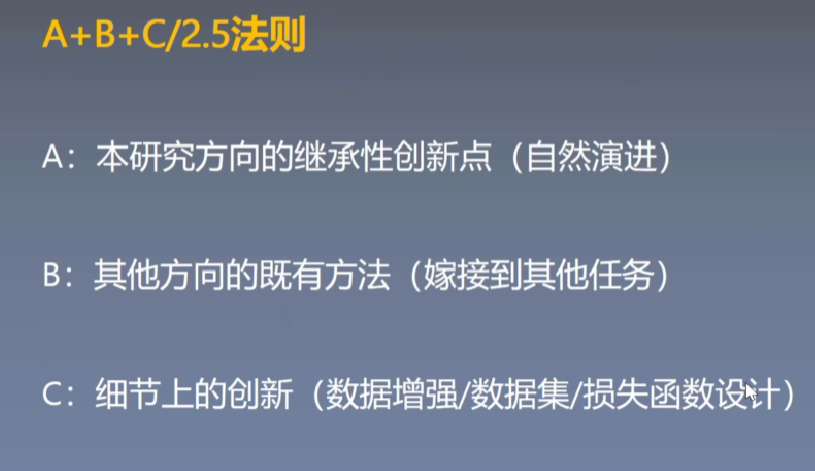 A+B+C/2.5法则
A：本研究方向的继承性创新点（自然演进）
B：其他方向的既有方法（嫁接到其他任务）
C：细节上的创新（数据增强/数据集/损失函数设计）